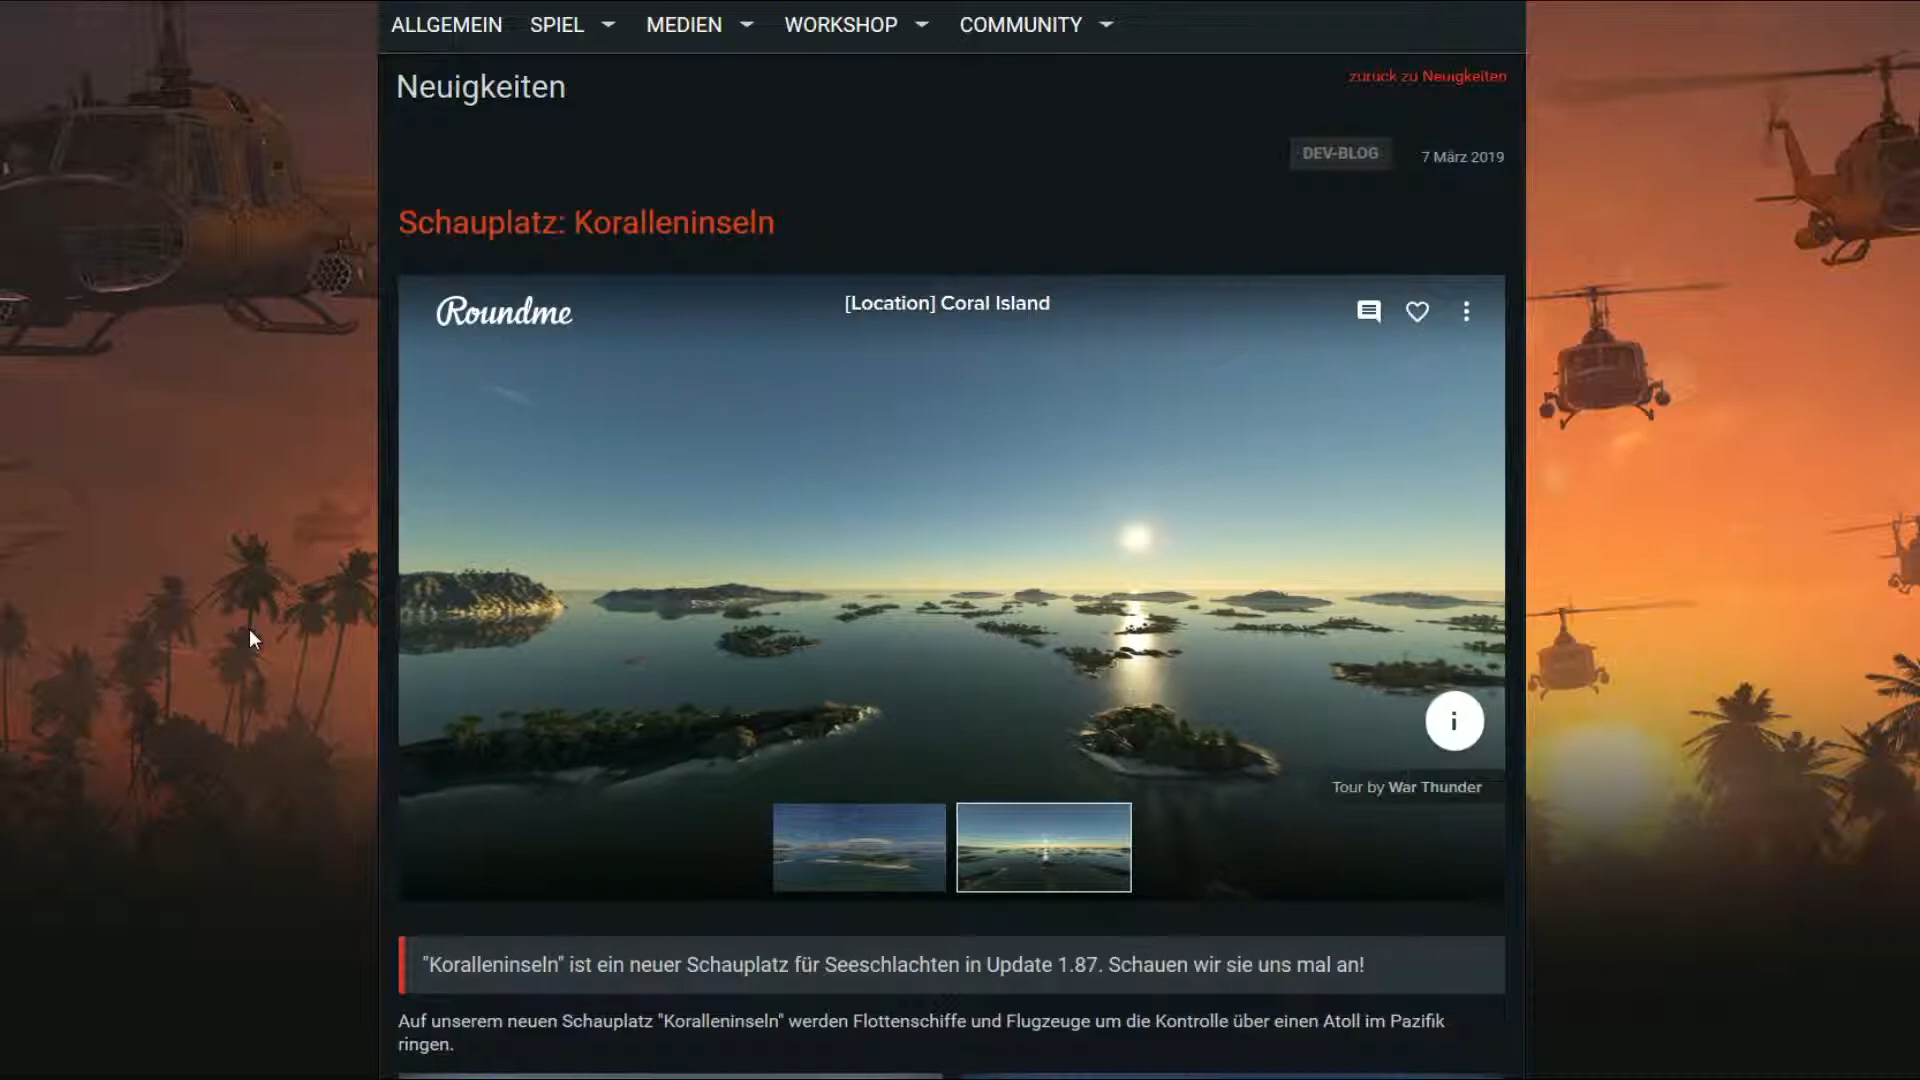 ALLGEMEIN SPIEL MEDIEN WORKSHOP COMMUNITY
Neuigkeiten
zurück zu Neuigkeiten
DEV-BLOG 7 März 2019
Schauplatz: Koralleninseln
Roundme
[Location] Coral Island
i
Tour by War Thunder
"Koralleninseln" ist ein neuer Schauplatz für Seeschlachten in Update 1.87. Schauen wir sie uns mal an!
Auf unserem neuen Schauplatz "Koralleninseln" werden Flottenschiffe und Flugzeuge um die Kontrolle über einen Atoll im Pazifik
ringen.